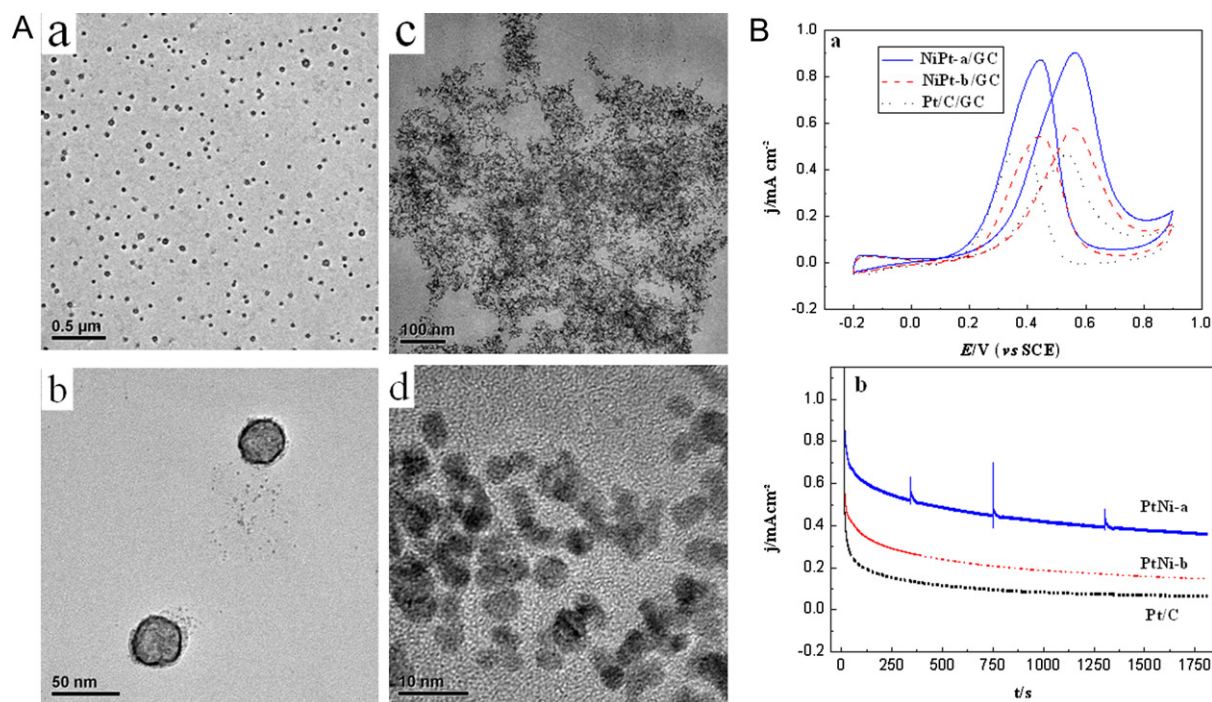 A
a
0.5 µm
c
100 nm
b
50 nm
d
10 nm
B
a
NiPt-a/GC
NiPt-b/GC
Pt/C/GC
1.0
0.8
0.6
0.4
0.2
0.0
-0.2
j/mA cm-2
-0.2 0.0 0.2 0.4 0.6 0.8 1.0
E/V (vs SCE)
b
1.0
0.8
0.6
0.4
0.2
0.0
-0.2
j/mAcm-2
PtNi-a
PtNi-b
Pt/C
0 250 500 750 1000 1250 1500 1750
t/s